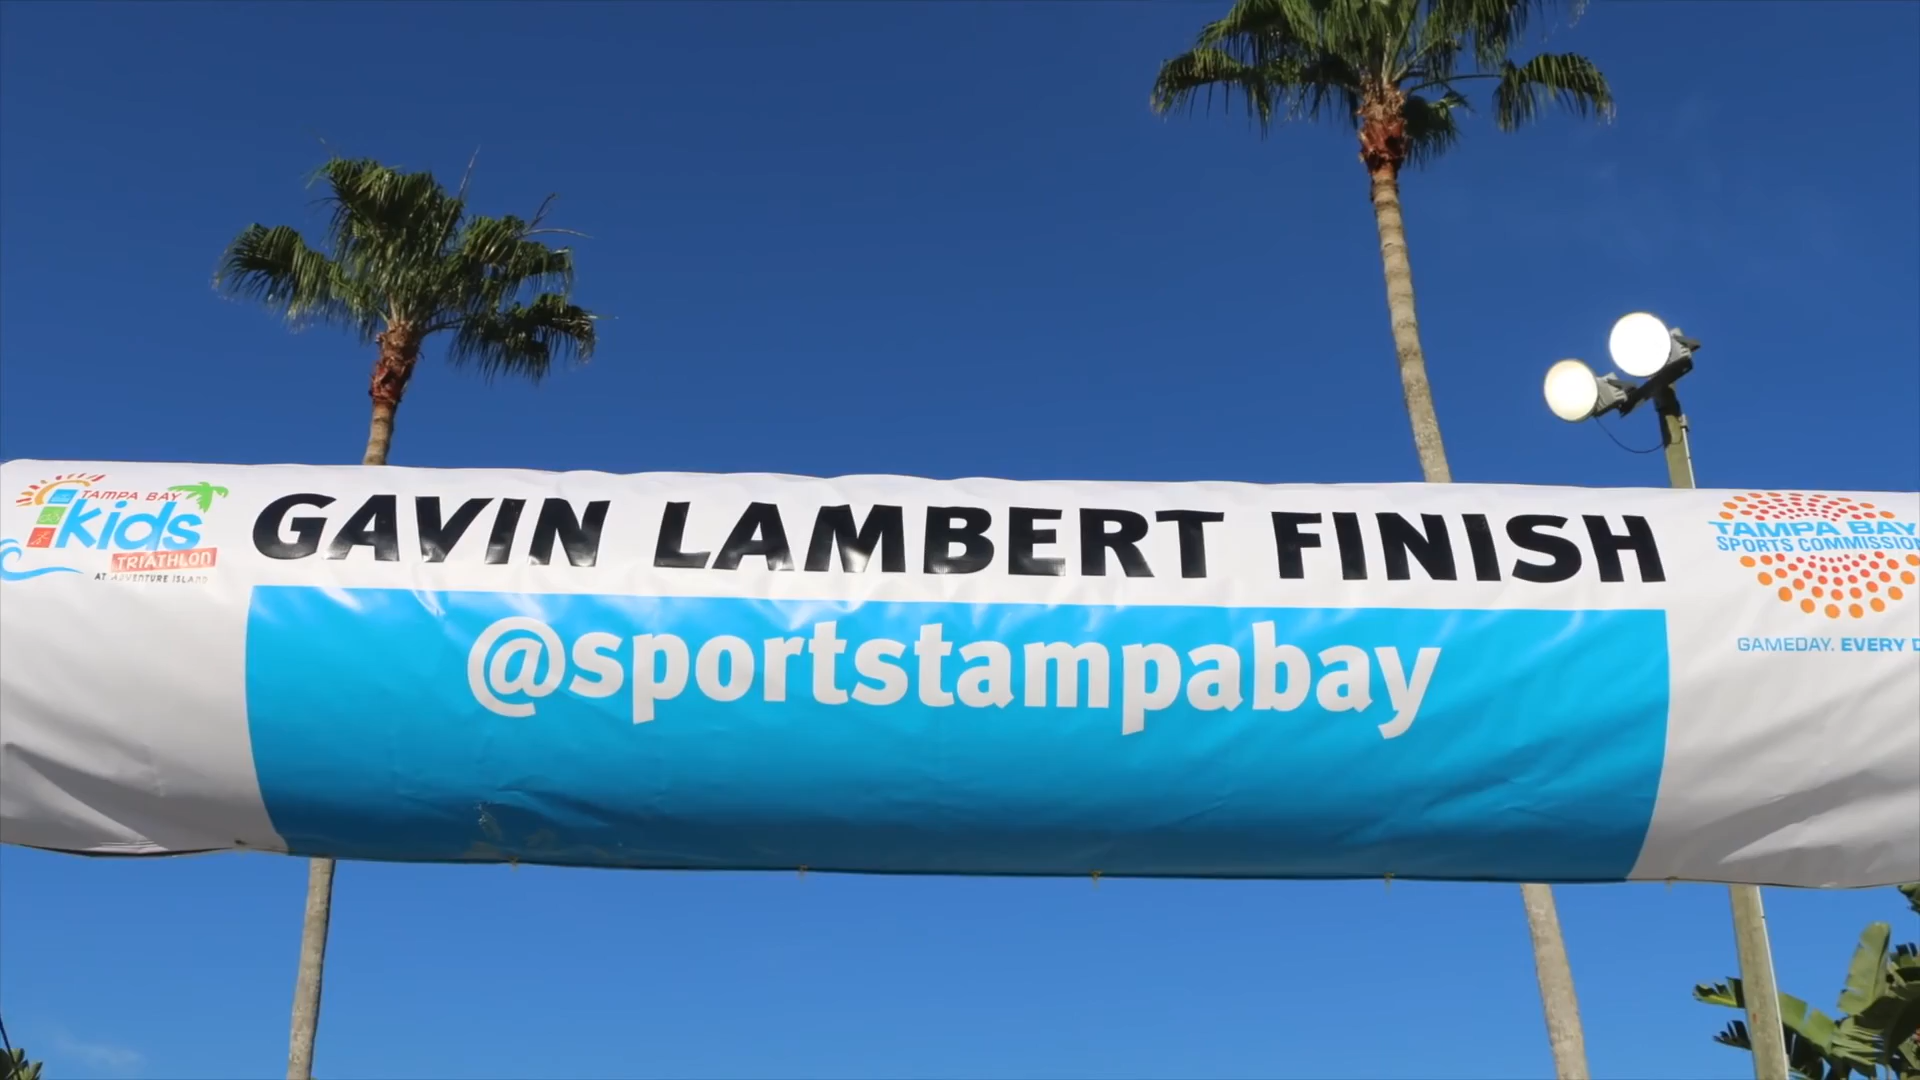 TAMPA BAY
kids
TRIATHLON
AT ADVENTURE ISLAND
GAVIN LAMBERT FINISH
@sportstampabay
TAMPA BAY
SPORTS COMMISSION
GAMEDAY. EVERY